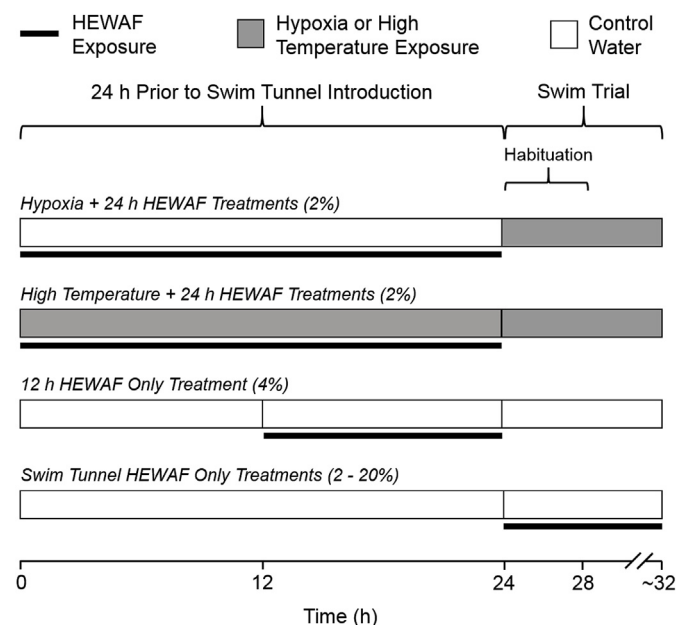 HEWAF
Exposure
Hypoxia or High
Temperature Exposure
Control
Water
24 h Prior to Swim Tunnel Introduction
Swim Trial
Habituation
Hypoxia + 24 h HEWAF Treatments (2%)
High Temperature + 24 h HEWAF Treatments (2%)
12 h HEWAF Only Treatment (4%)
Swim Tunnel HEWAF Only Treatments (2 - 20%)
0 12 24 28 ~32
Time (h)